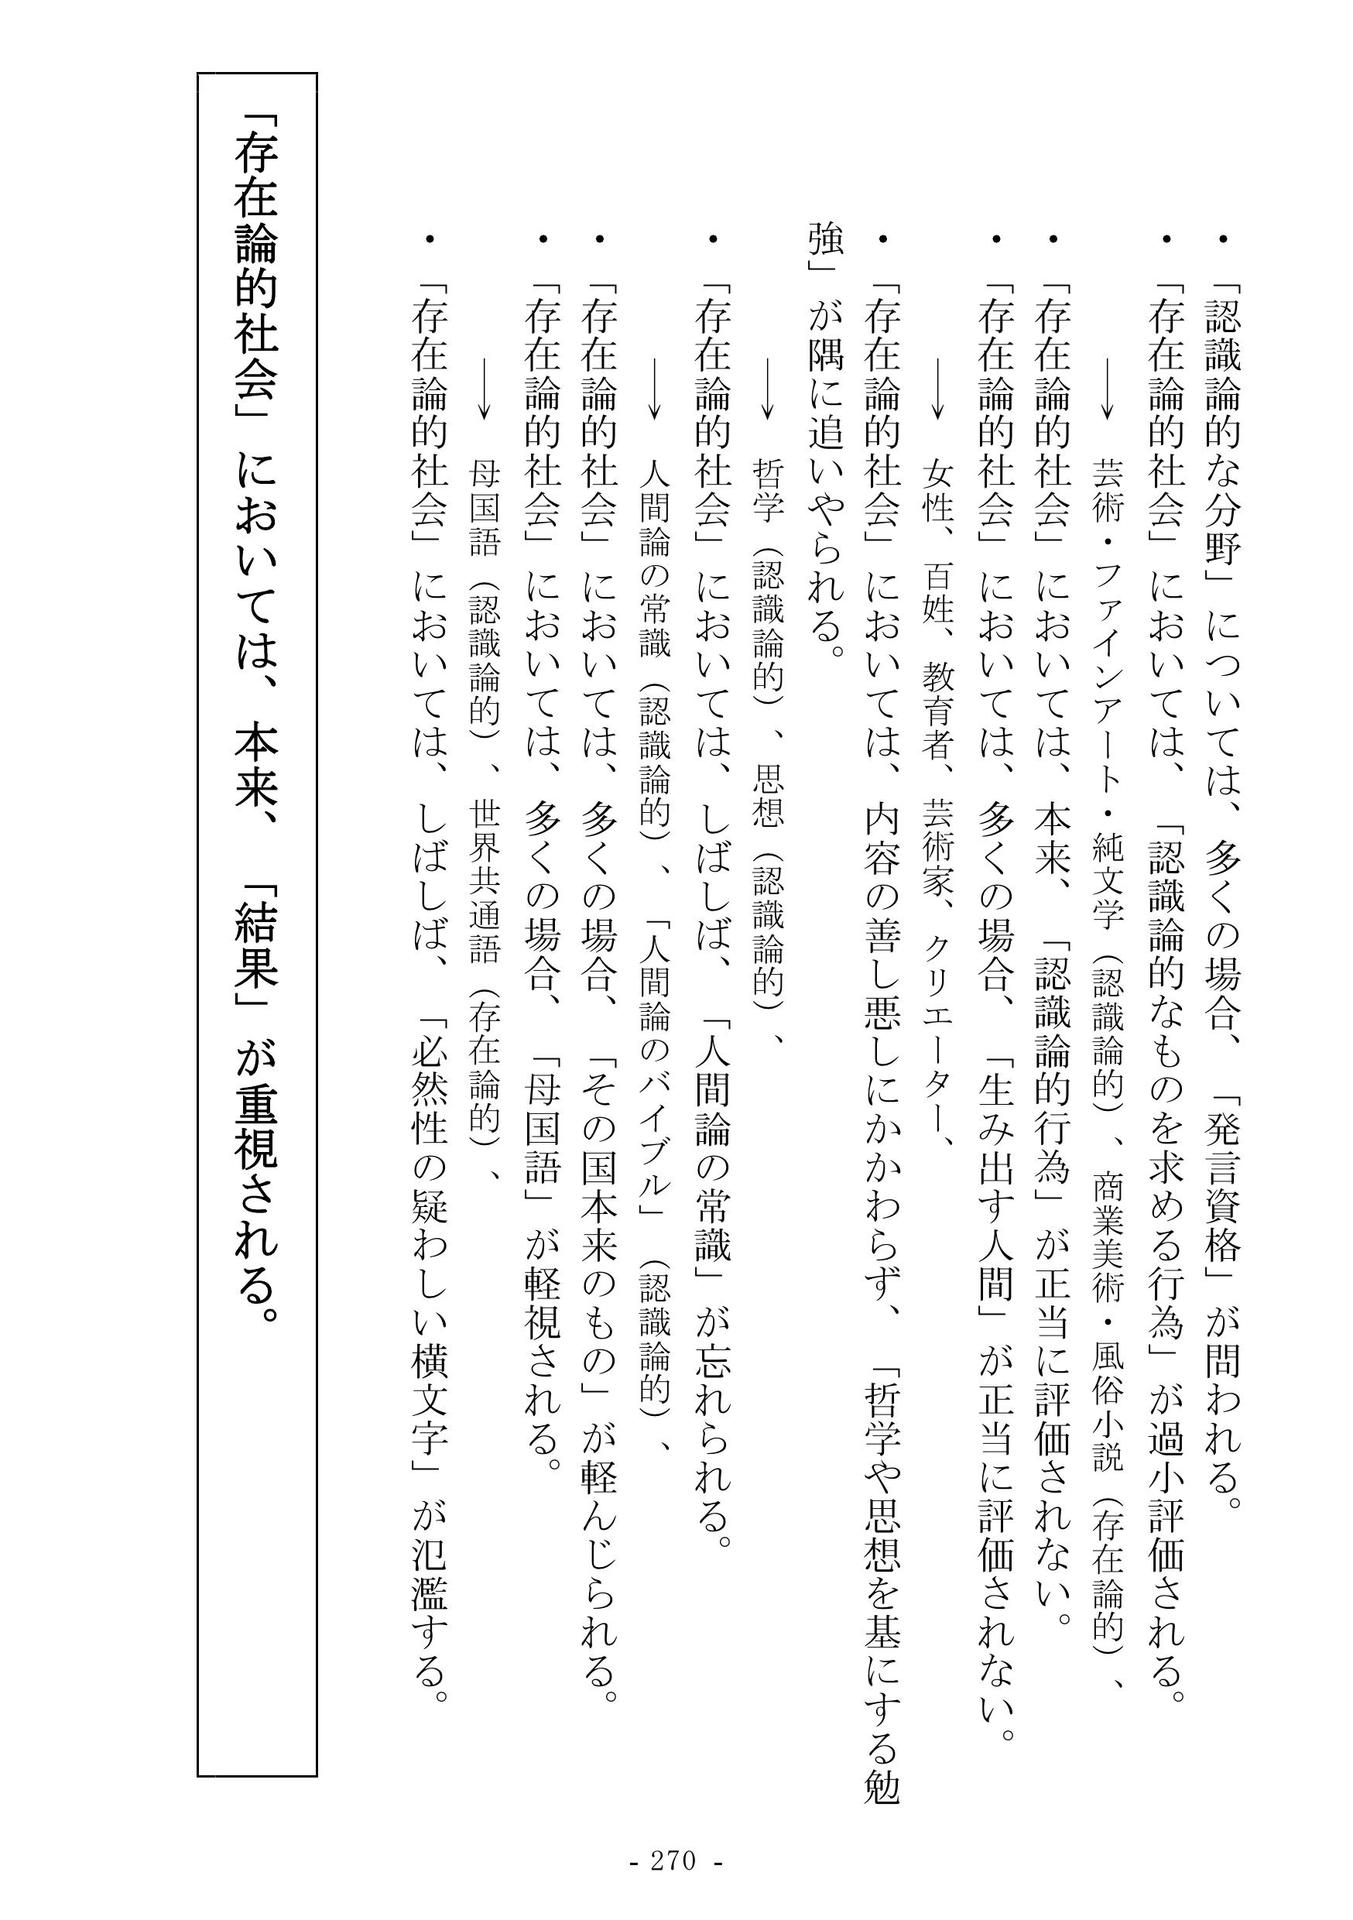 ・「認識論的な分野」については、多くの場合、「発言資格」が問われる。
・「存在論的社会」においては、「認識論的なものを求める行為」が過小評価される。
→ 芸術・ファインアート・純文学（認識論的）、商業美術・風俗小説（存在論的）、
・「存在論的社会」においては、本来、「認識論的行為」が正当に評価されない。
・「存在論的社会」においては、多くの場合、「生み出す人間」が正当に評価されない。
→ 女性、百姓、教育者、芸術家、クリエーター、
・「存在論的社会」においては、内容の善し悪しにかかわらず、「哲学や思想を基にする勉
強」が隅に追いやられる。
→ 哲学（認識論的）、思想（認識論的）、
・「存在論的社会」においては、しばしば、「人間論の常識」が忘れられる。
→ 人間論の常識（認識論的）、「人間論のバイブル」（認識論的）、
・「存在論的社会」においては、多くの場合、「その国本来のもの」が軽んじられる。
・「存在論的社会」においては、多くの場合、「母国語」が軽視される。
→ 母国語（認識論的）、世界共通語（存在論的）、
・「存在論的社会」においては、しばしば、「必然性の疑わしい横文字」が氾濫する。
「存在論的社会」においては、本来、「結果」が重視される。
- 270 -